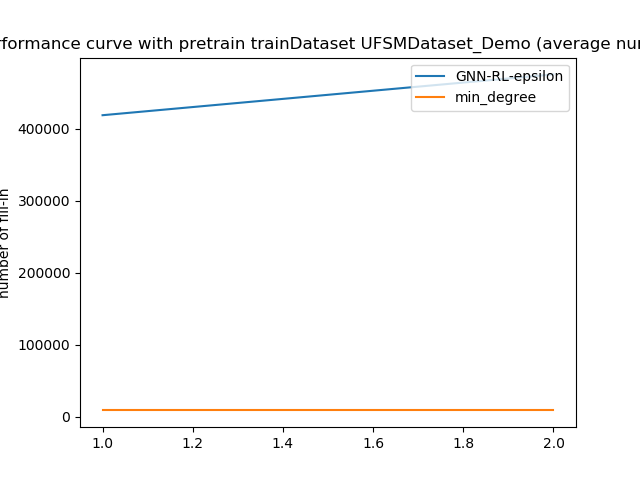 rformance curve with pretrain trainDataset UFSMDataset_Demo (average num
GNN-RL-epsilon
min_degree
number of fill-in
400000
300000
200000
100000
0
1.0 1.2 1.4 1.6 1.8 2.0